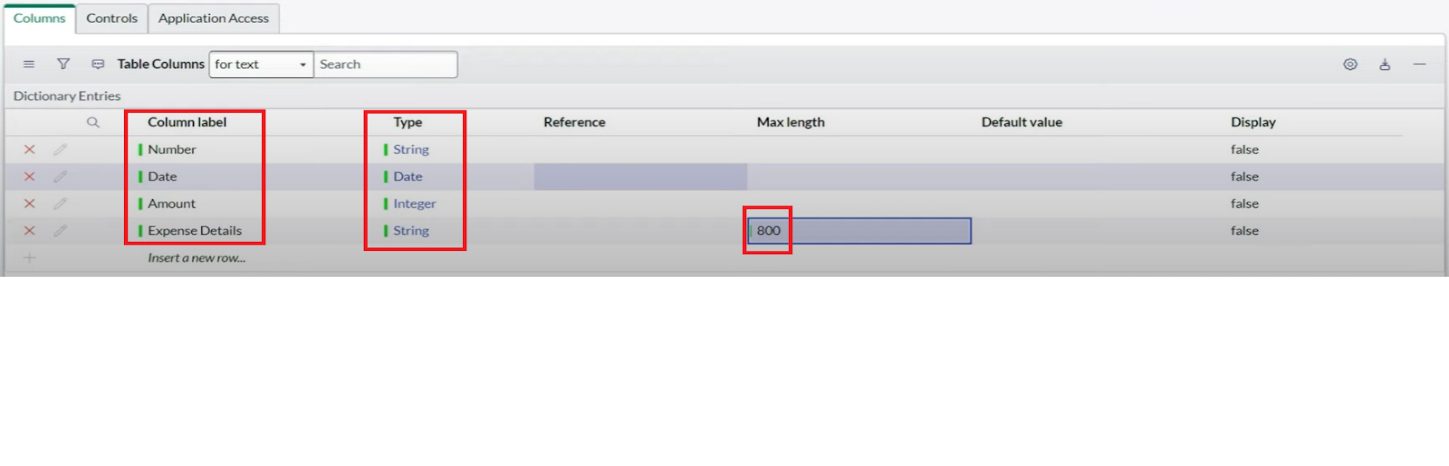 Columns Controls Application Access
Table Columns for text Search
Dictionary Entries
Column label Type Reference Max length Default value Display
Number String false
Date Date false
Amount Integer false
Expense Details String 800 false
Insert a new row...